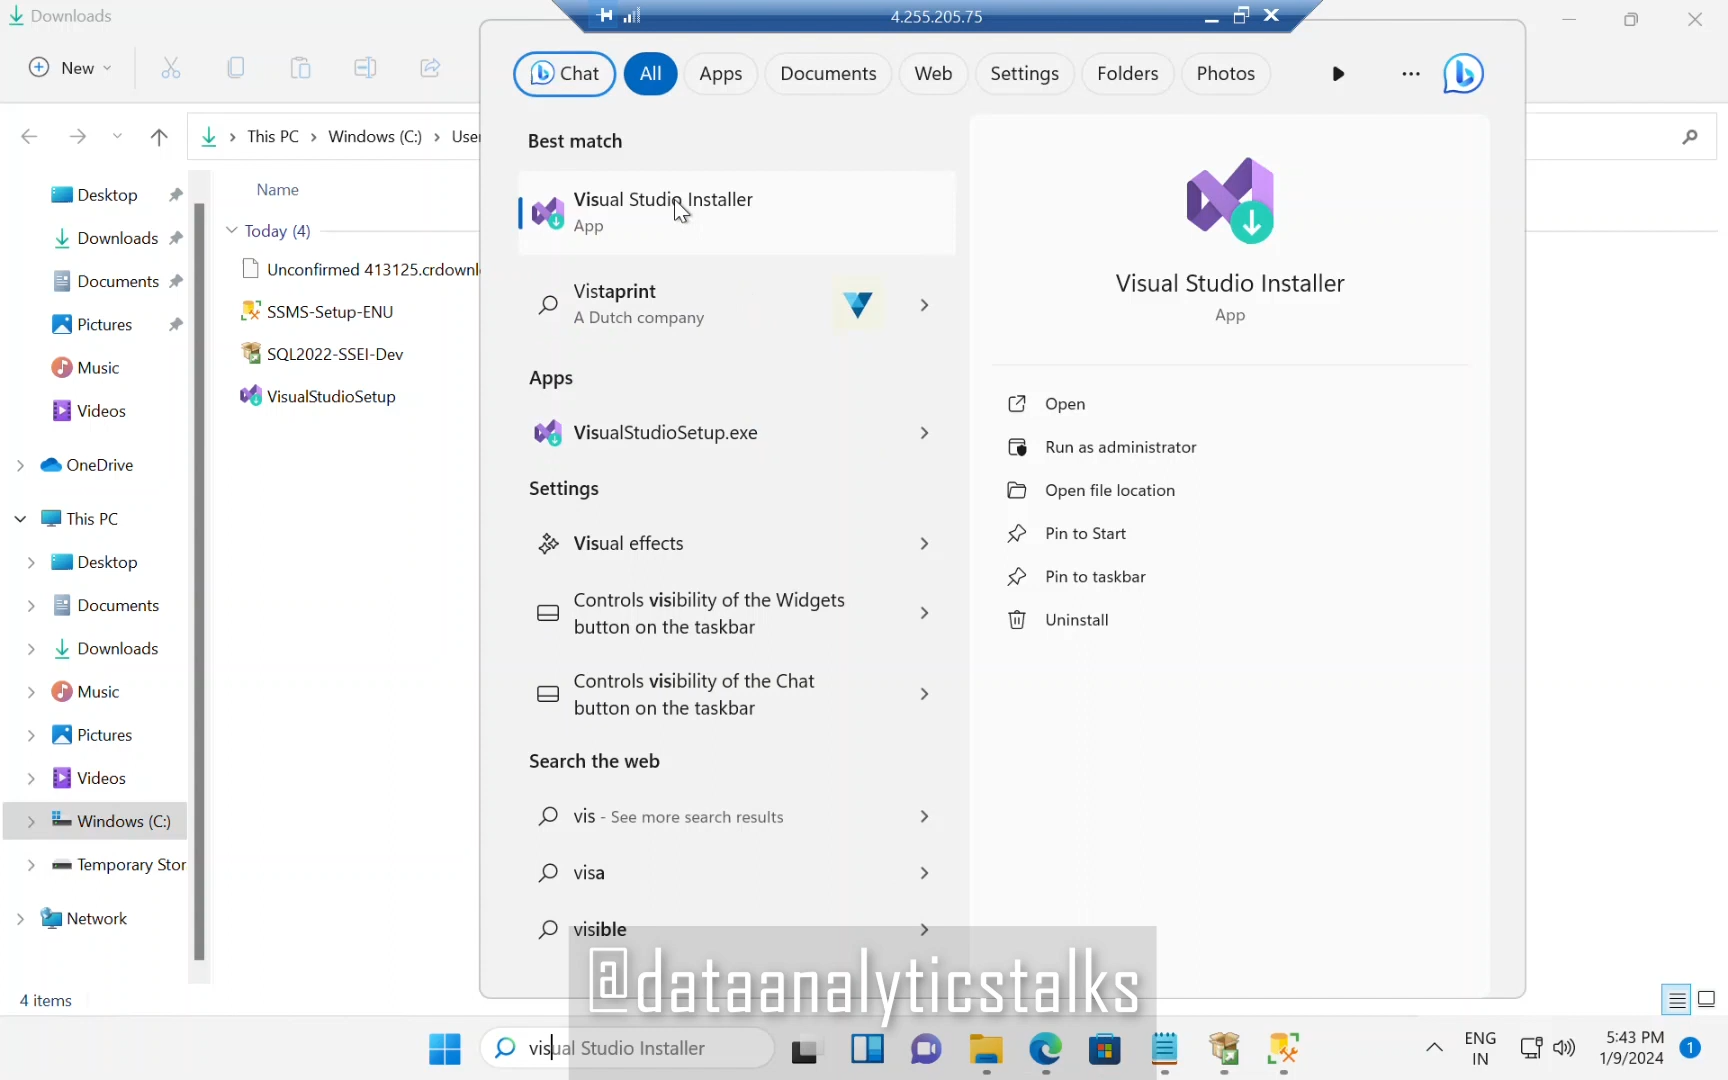 Downloads
4.255.205.75
New
Chat
All
Apps
Documents
Web
Settings
Folders
Photos
This PC
Windows (C:)
Desktop
Downloads
Documents
Pictures
Music
Videos
OneDrive
This PC
Desktop
Documents
Downloads
Music
Pictures
Videos
Windows (C:)
Network
4 items
Name
Today (4)
SSMS-Setup-ENU
SQL2022-SSEI-Dev
VisualStudioSetup
Best match
Visual Studio Installer
App
Vistaprint
A Dutch company
Apps
VisualStudioSetup.exe
Settings
Visual effects
Controls visibility of the Widgets
button on the taskbar
Controls visibility of the Chat
button on the taskbar
Search the web
vis - See more search results
visa
visible
Visual Studio Installer
App
Open
Run as administrator
Open file location
Pin to Start
Pin to taskbar
Uninstall
@dataanalyticstalks
visual Studio Installer
ENG
IN
5:43 PM
1/9/2024
1